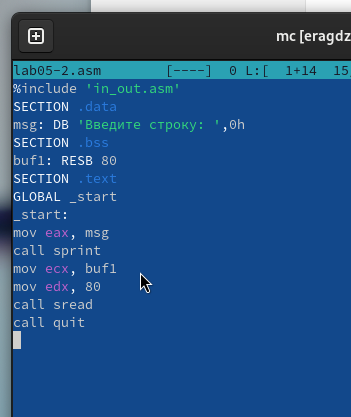 mc [eragdz
lab05-2.asm [----] 0 L:[ 1+14 15
%include 'in_out.asm'
SECTION .data
msg: DB 'Введите строку: ',0h
SECTION .bss
buf1: RESB 80
SECTION .text
GLOBAL _start
_start:
mov eax, msg
call sprint
mov ecx, buf1
mov edx, 80
call sread
call quit